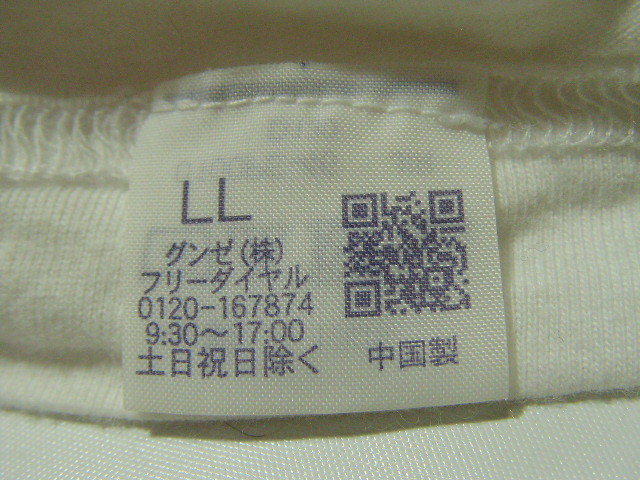 LL
グンゼ(株)
フリーダイヤル
0120-167874
9:30～17:00
土日祝日除く
中国製